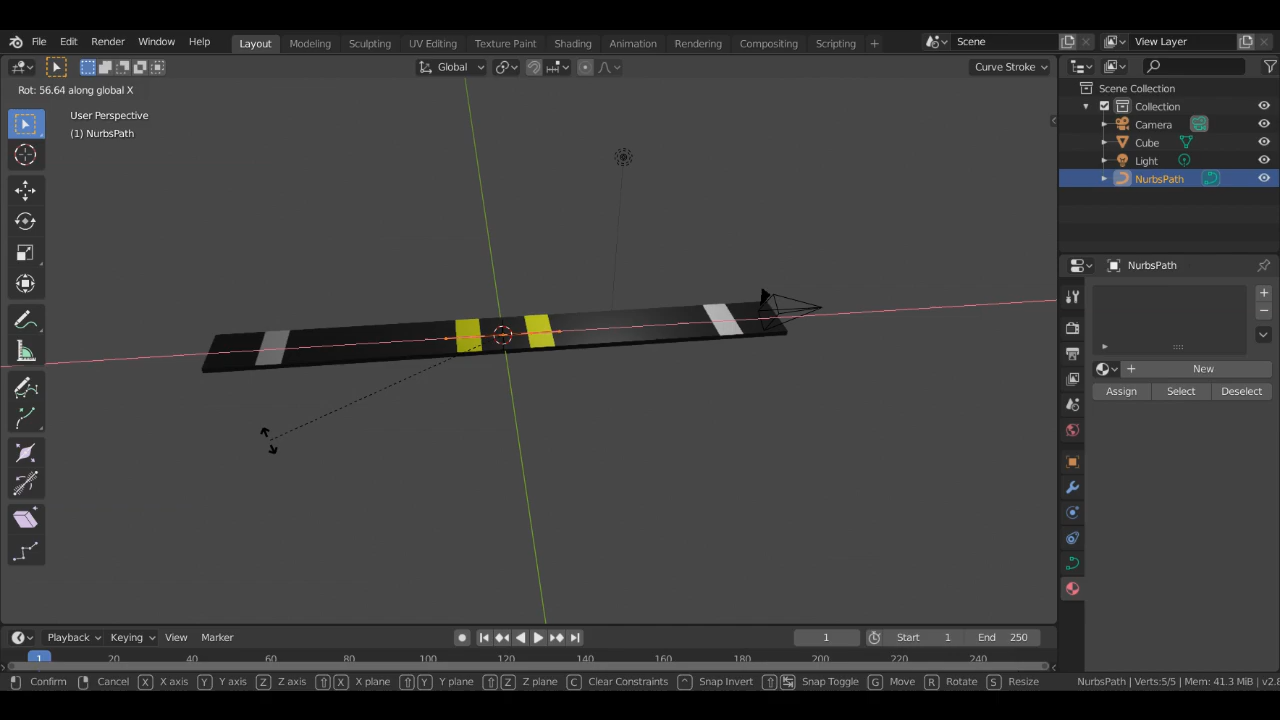 File Edit Render Window Help Layout Modeling Sculpting UV Editing Texture Paint Shading Animation Rendering Compositing Scripting + Scene View Layer
Global Curve Stroke
Rot: 56.64 along global X
Scene Collection
Collection
User Perspective
Camera
(1) NurbsPath
Cube
Light
NurbsPath
NurbsPath
New
Assign Select Deselect
Playback Keying View Marker 1 Start 1 End 250
1 20 40 60 80 100 120 140 160 180 200 220 240
Confirm Cancel X X axis Y Y axis Z Z axis X X plane Y Y plane Z Z plane C Clear Constraints Snap Invert Snap Toggle G Move R Rotate S Resize NurbsPath | Verts:5/5 | Mem: 41.3 MiB | v2.8